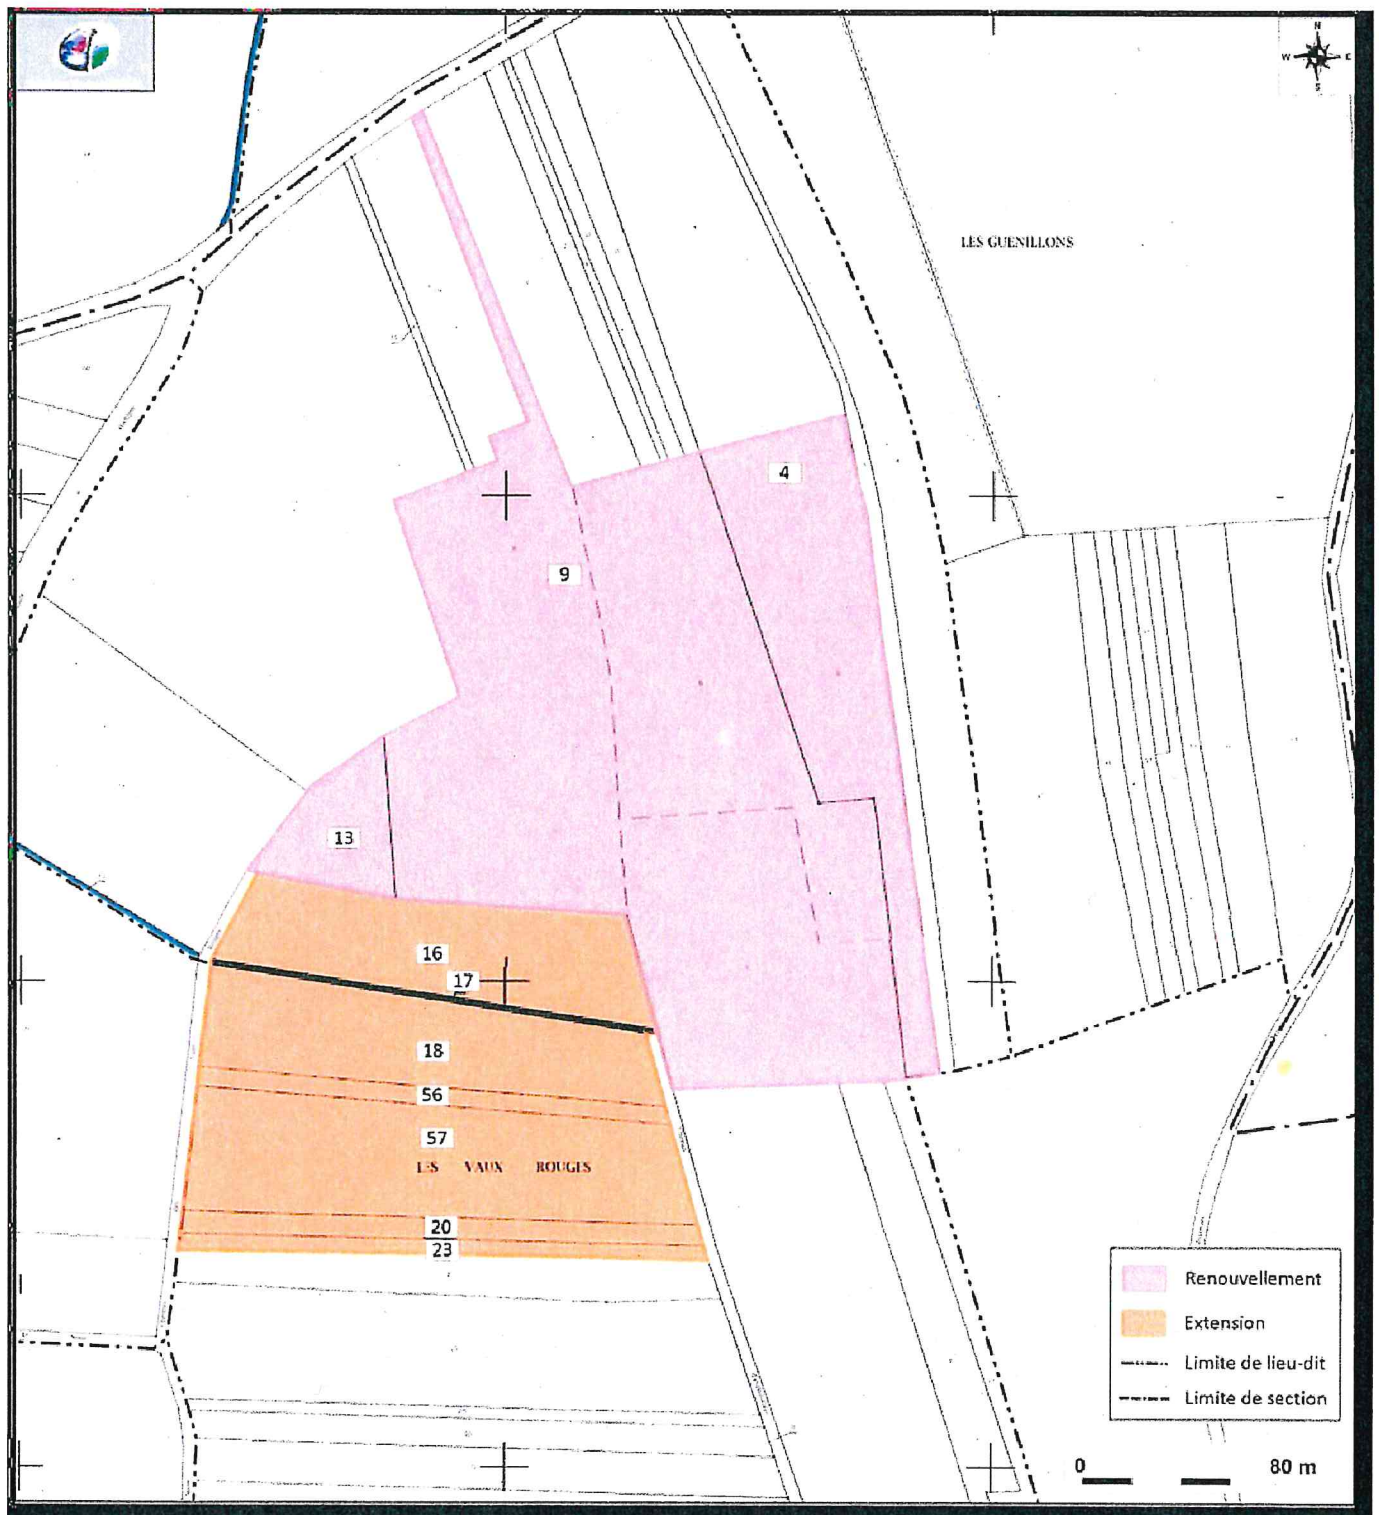 N
W E
S
LES GUENILLONS
4
9
13
16
17
18
56
57
LES VAUX ROUGES
20
23
Renouvellement
Extension
Limite de lieu-dit
Limite de section
0 80 m